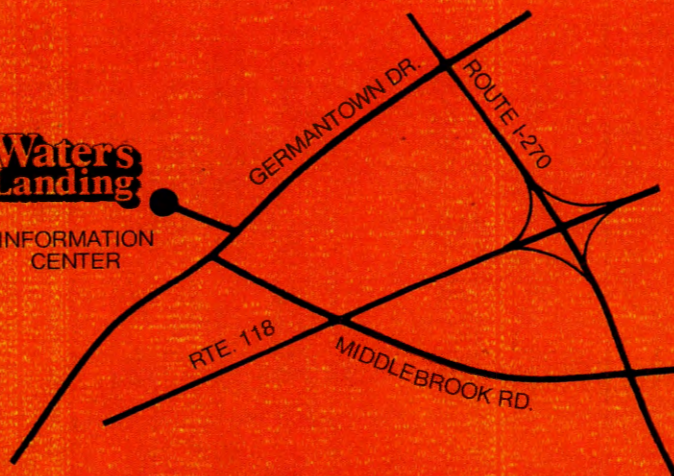 GERMANTOWN DR.
ROUTE I-270
Waters
Landing
INFORMATION
CENTER
RTE. 118
MIDDLEBROOK RD.